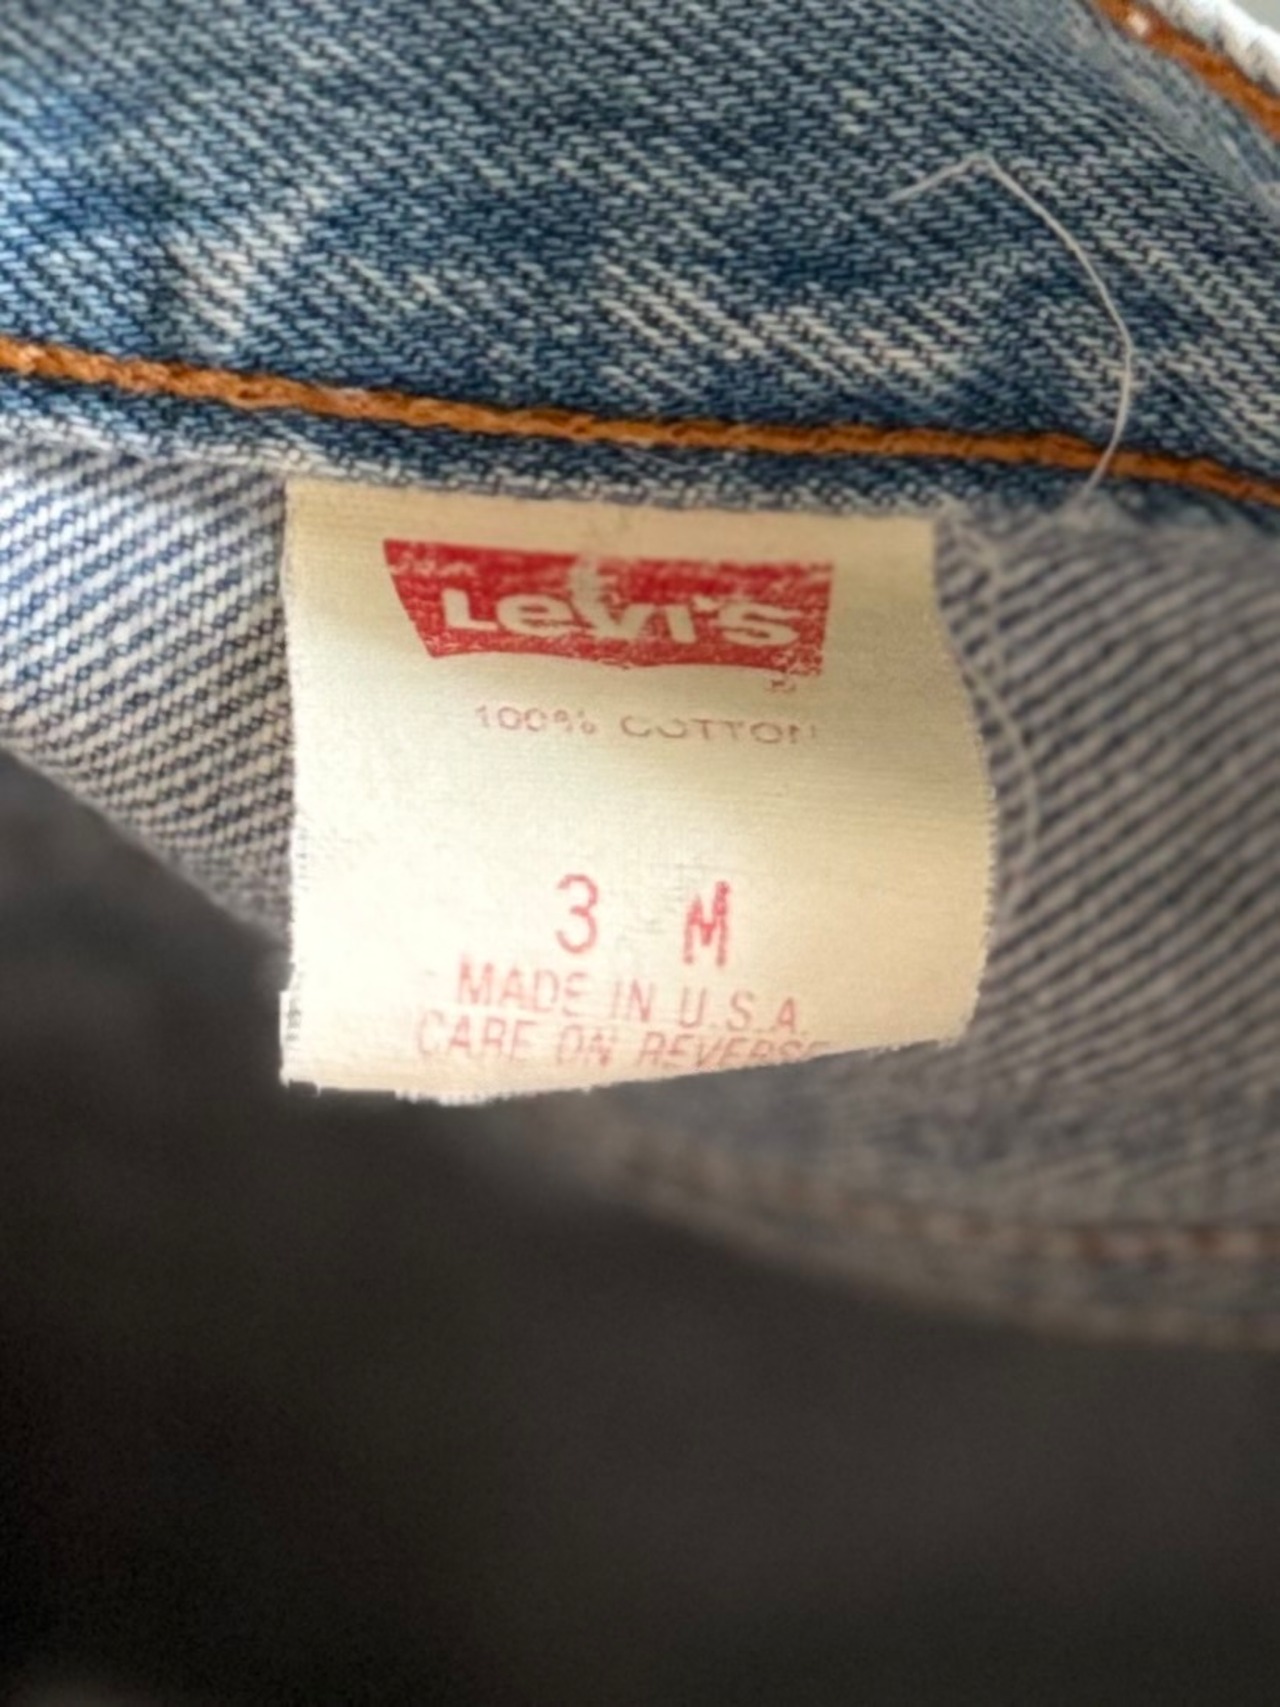 Levi's
®
100% COTTON
3 M
MADE IN U.S.A.
CARE ON REVERSE